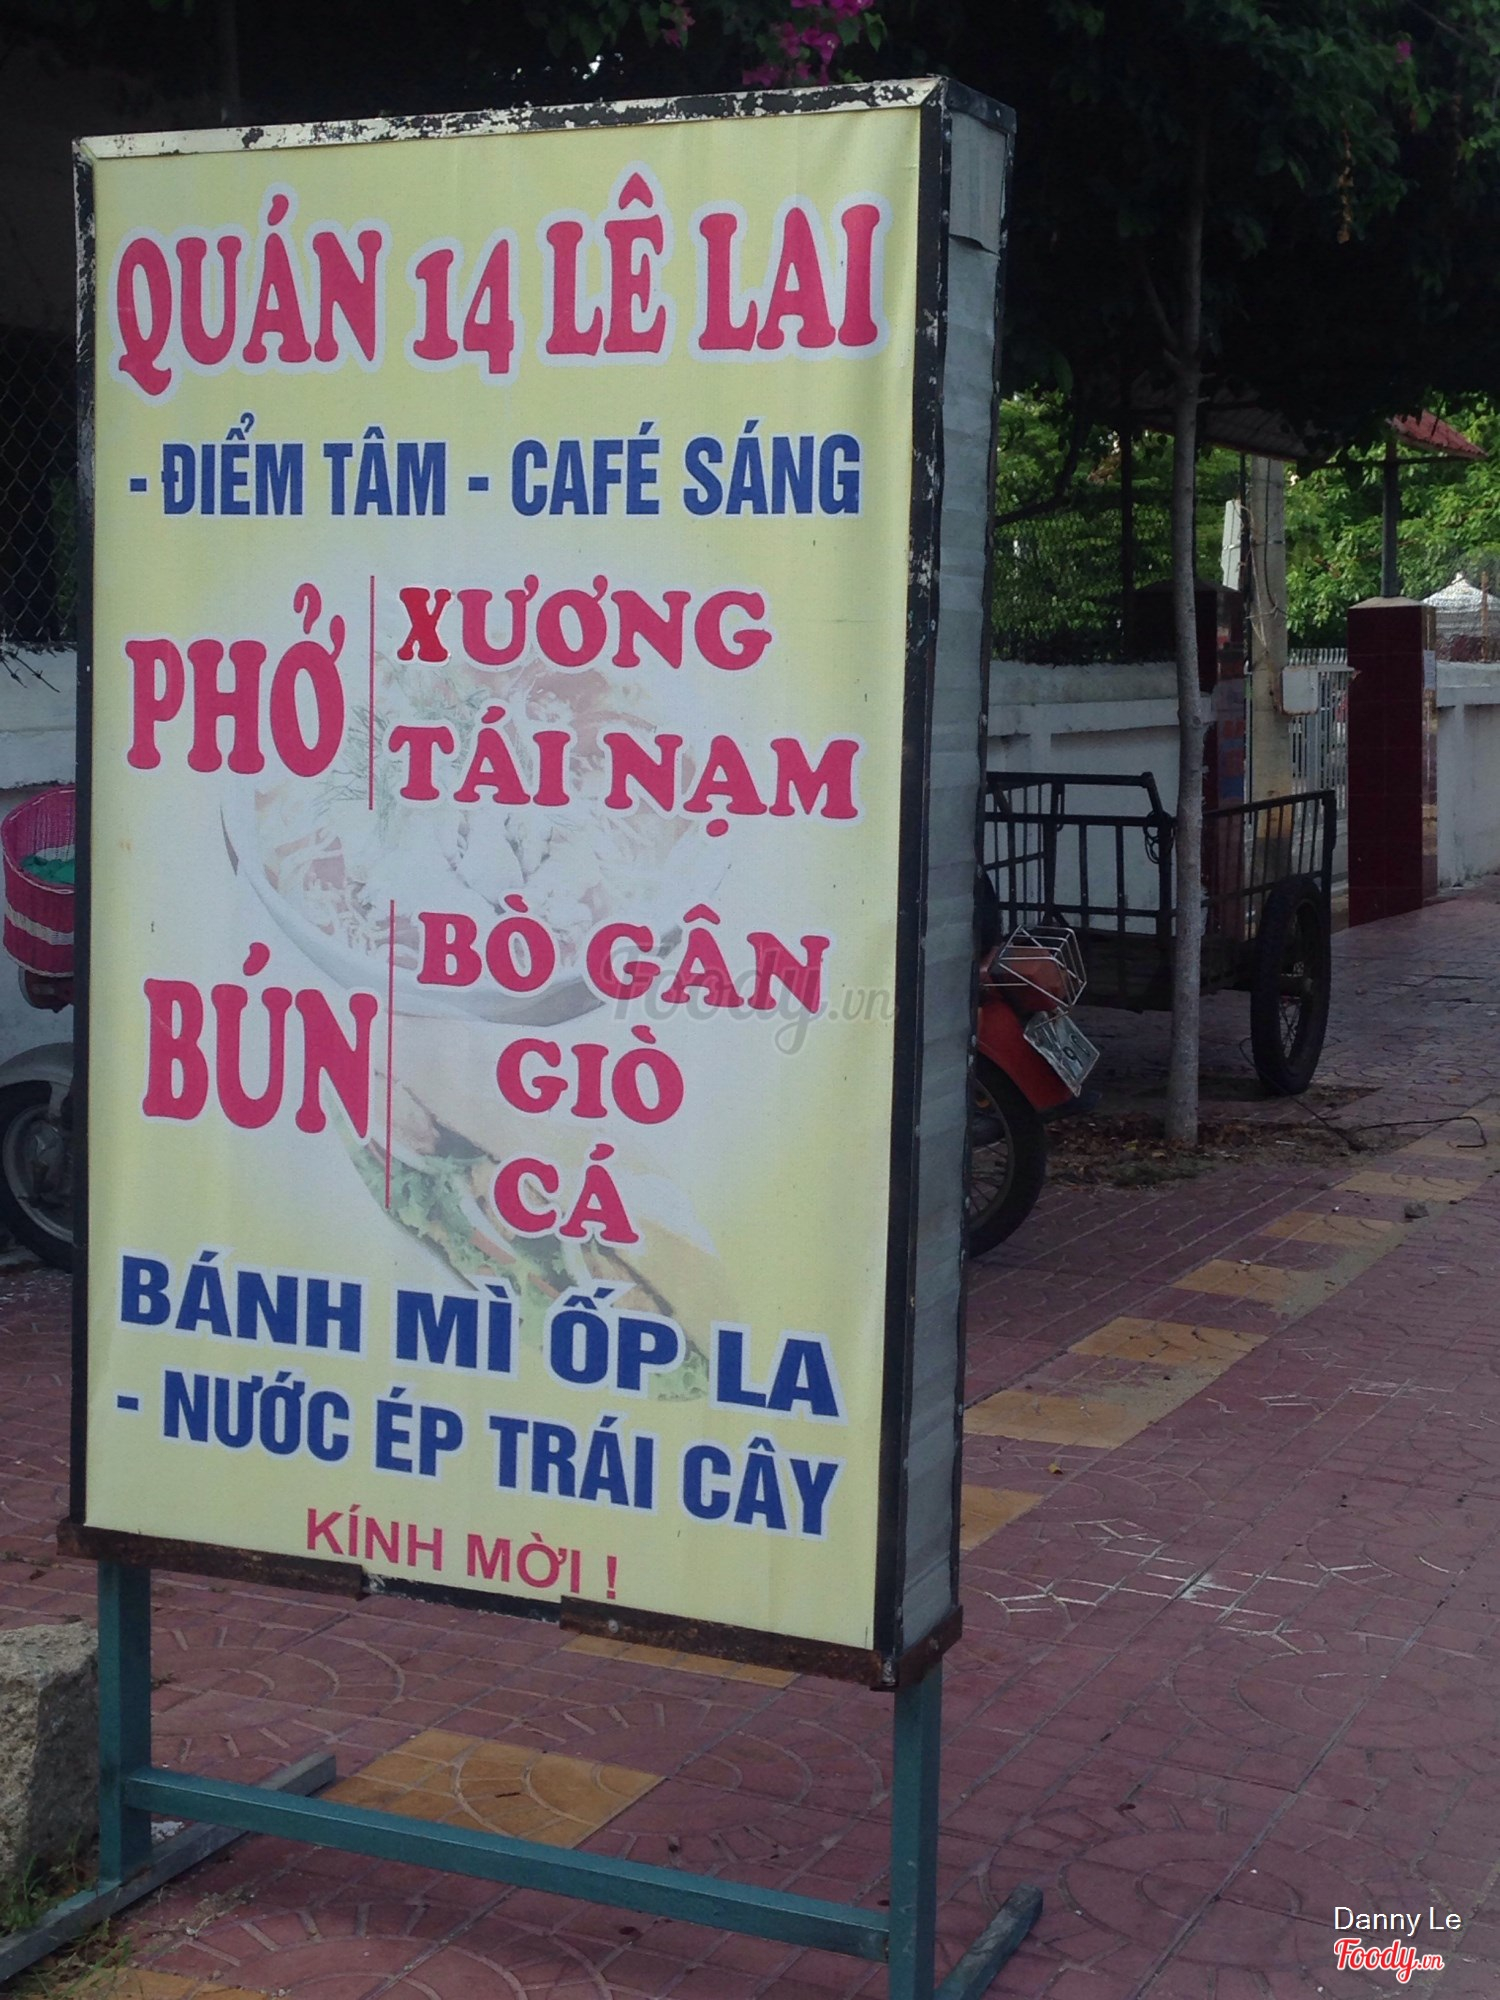 QUÁN 14 LÊ LAI
- ĐIỂM TÂM - CAFÉ SÁNG
PHỞ
XƯƠNG
TÁI NẠM
BÚN
BÒ GÂN
GIÒ
CÁ
BÁNH MÌ ỐP LA
- NƯỚC ÉP TRÁI CÂY
KÍNH MỜI !
Foody.vn
Danny Le
Foody.vn